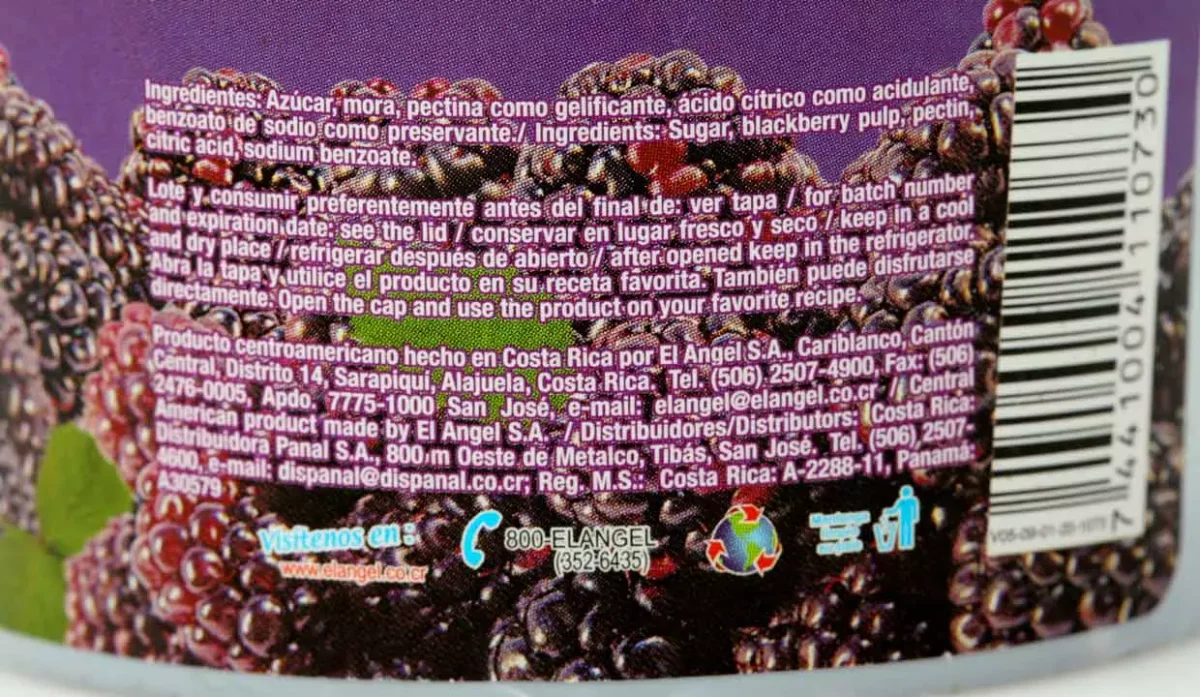 Ingredientes: Azúcar, mora, pectina como gelificante, ácido cítrico como acidulante,
benzoato de sodio como preservante./ Ingredients: Sugar, blackberry pulp, pectin,
citric acid, sodium benzoate.
Lote y consumir preferentemente antes del final de: ver tapa / for batch number
and expiration date: see the lid / conservar en lugar fresco y seco / keep in a cool
and dry place // refrigerar después de abierto / after opened keep in the refrigerator.
Abra la tapa y utilice el producto en su receta favorita. También puede disfrutarse
directamente. Open the cap and use the product on your favorite recipe.
Producto centroamericano hecho en Costa Rica por El Angel S.A., Cariblanco, Cantón
Central, Distrito 14, Sarapiquí, Alajuela, Costa Rica. Tel: (506) 2507-4900, Fax: (506)
2476-0005, Apdo. 7775-1000 San José, e-mail: elangel@elangel.co.cr / Central
American product made by El Angel S.A. / Distribuidores/Distributors: Costa Rica:
Distribuidora Panal S.A., 800 m Oeste de Metalco, Tibás, San José, Tel. (506) 2507-
4600, e-mail: dispanal@dispanal.co.cr; Reg. M.S.: Costa Rica: A-2288-11, Panamá:
A30579
Visítenos en:
www.elangel.co.cr
800-ELANGEL
(352-6435)
7 441004 110730